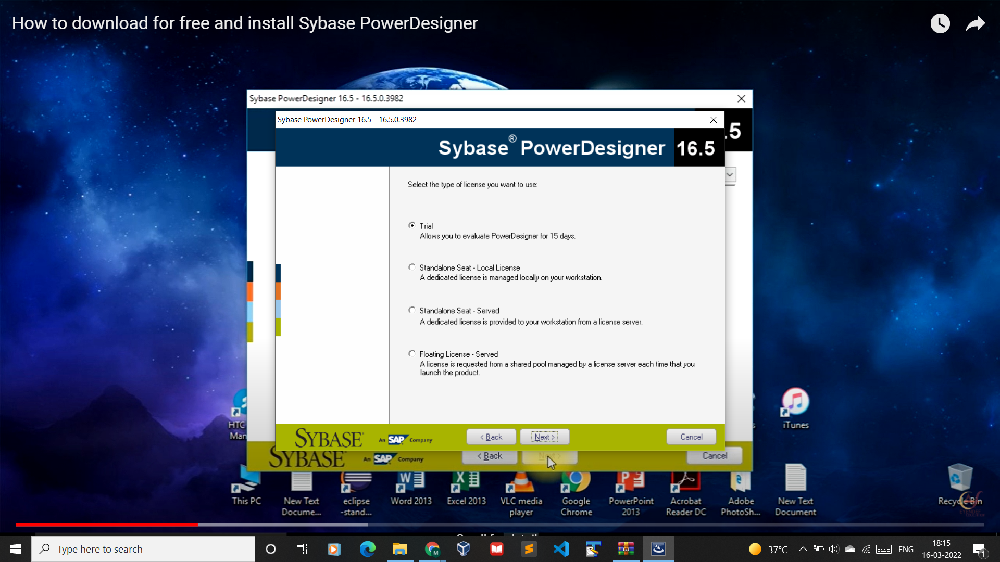 How to download for free and install Sybase PowerDesigner
Sybase PowerDesigner 16.5 - 16.5.0.3982
.5
Sybase PowerDesigner 16.5 - 16.5.0.3982
Sybase® PowerDesigner 16.5
Select the type of license you want to use:
Trial
Allows you to evaluate PowerDesigner for 15 days.
Standalone Seat - Local License
A dedicated license is managed locally on your workstation.
Standalone Seat - Served
A dedicated license is provided to your workstation from a license server.
Floating License - Served
A license is requested from a shared pool managed by a license server each time that you
launch the product.
SYBASE An SAP Company
< Back
Next >
Cancel
SYBASE An SAP Company
< Back
Next >
Cancel
HTC
Man
iTunes
This PC
New Text
Docume...
eclipse
-stand...
Word 2013
Excel 2013
VLC media
player
Google
Chrome
PowerPoint
2013
Acrobat
Reader DC
Adobe
PhotoSh...
New Text
Document
Recycle Bin
Type here to search
37°C
ENG
18:15
16-03-2022
1